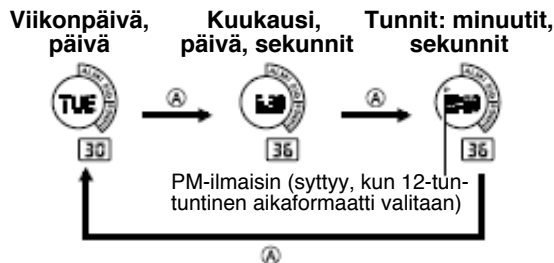 Viikonpäivä,
päivä
Kuukausi,
päivä, sekunnit
Tunnit: minuutit,
sekunnit
TUE
30
A
36
A
36
PM-ilmaisin (syttyy, kun 12-tun-
tuntinen aikaformaatti valitaan)
A